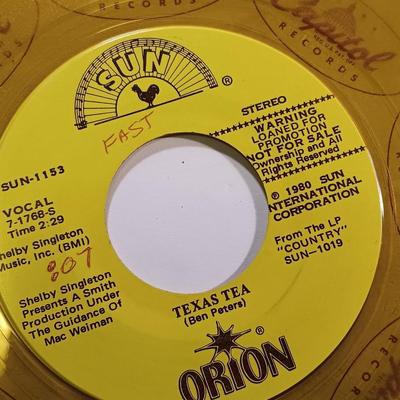 SUN
®
FAST
STEREO
WARNING
LOANED FOR
PROMOTION
NOT FOR SALE
Ownership and All
Rights Reserved
SUN-1153
VOCAL
7-1768-S
Time 2:29
Shelby Singleton
Music, Inc. (BMI)
:807
℗ 1980 SUN
INTERNATIONAL
CORPORATION
From The LP
"COUNTRY"
SUN-1019
Shelby Singleton
Presents A Smith
Production Under
The Guidance Of
Mac Weiman
TEXAS TEA
(Ben Peters)
ORION
®
Capitol
RECORDS